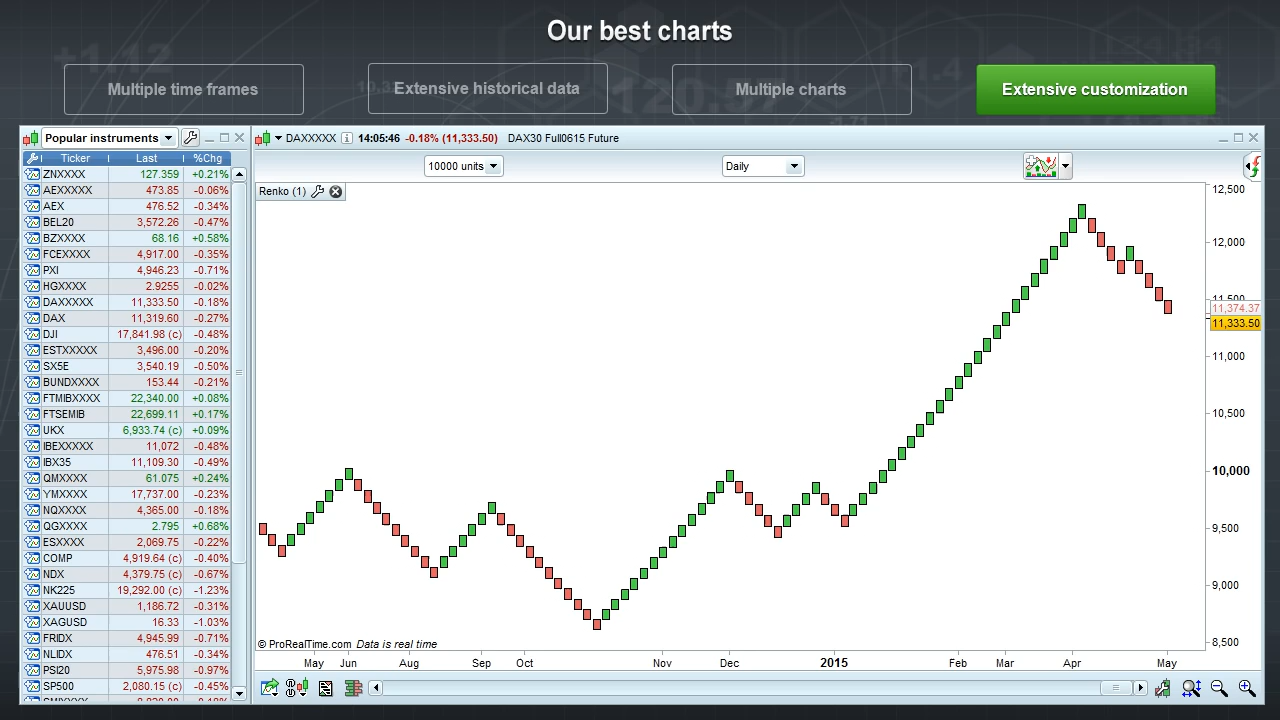 Our best charts
Multiple time frames
Extensive historical data
Multiple charts
Extensive customization
Popular instruments
DAXXXXX 14:05:46 -0.18% (11,333.50) DAX30 Full0615 Future
Ticker Last %Chg
10000 units
Daily
Renko (1)
ZNXXXX 127.359 +0.21%
AEXXXXX 473.85 -0.06%
AEX 476.52 -0.34%
BEL20 3,572.26 -0.47%
BZXXXX 68.16 +0.58%
FCEXXXX 4,917.00 -0.35%
PXI 4,946.23 -0.71%
HGXXXX 2.9255 -0.02%
DAXXXXX 11,333.50 -0.18%
DAX 11,319.60 -0.27%
DJI 17,841.98 (c) -0.48%
ESTXXXXX 3,496.00 -0.20%
SX5E 3,540.19 -0.50%
BUNDXXXX 153.44 -0.21%
FTMIBXXXX 22,340.00 +0.08%
FTSEMIB 22,699.11 +0.17%
UKX 6,933.74 (c) +0.09%
IBEXXXXX 11,072 -0.48%
IBX35 11,109.30 -0.49%
QMXXXX 61.075 +0.24%
YMXXXX 17,737.00 -0.23%
NQXXXX 4,365.00 -0.18%
QGXXXX 2.795 +0.68%
ESXXXX 2,069.75 -0.22%
COMP 4,919.64 (c) -0.40%
NDX 4,379.75 (c) -0.67%
NK225 19,292.00 (c) -1.23%
XAUUSD 1,186.72 -0.31%
XAGUSD 16.33 -1.03%
FRIDX 4,945.99 -0.71%
NLIDX 476.51 -0.34%
PSI20 5,975.98 -0.97%
SP500 2,080.15 (c) -0.45%
12,500
12,000
11,500
11,374.37
11,333.50
11,000
10,500
10,000
9,500
9,000
8,500
© ProRealTime.com Data is real time
May Jun Aug Sep Oct Nov Dec 2015 Feb Mar Apr May